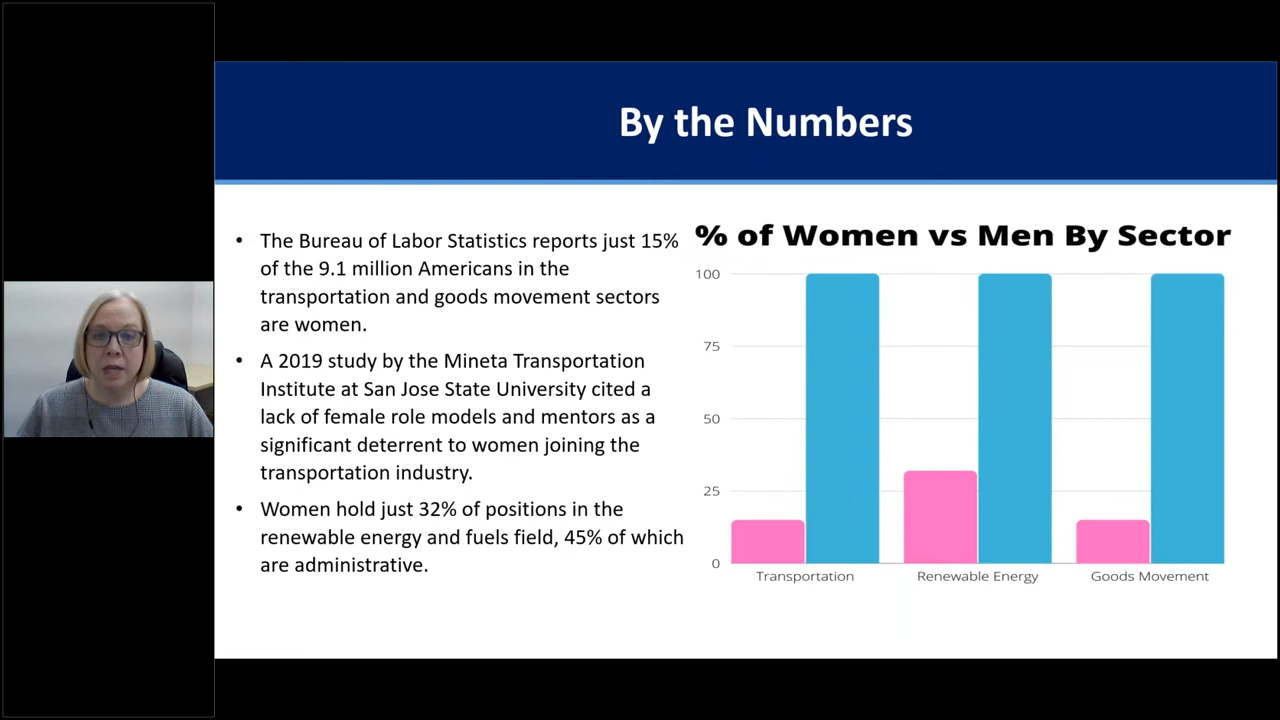 By the Numbers
• The Bureau of Labor Statistics reports just 15%
of the 9.1 million Americans in the
transportation and goods movement sectors
are women.
• A 2019 study by the Mineta Transportation
Institute at San Jose State University cited a
lack of female role models and mentors as a
significant deterrent to women joining the
transportation industry.
• Women hold just 32% of positions in the
renewable energy and fuels field, 45% of which
are administrative.
% of Women vs Men By Sector
100
75
50
25
0
Transportation
Renewable Energy
Goods Movement